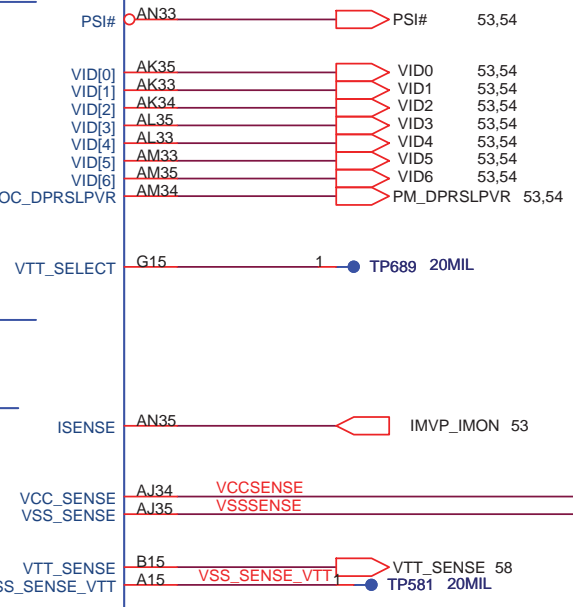 PSI# AN33 PSI# 53,54
VID[0] AK35 VID0 53,54
VID[1] AK33 VID1 53,54
VID[2] AK34 VID2 53,54
VID[3] AL35 VID3 53,54
VID[4] AL33 VID4 53,54
VID[5] AM33 VID5 53,54
VID[6] AM35 VID6 53,54
OC_DPRSLPVR AM34 PM_DPRSLPVR 53,54
VTT_SELECT G15 1 TP689 20MIL
ISENSE AN35 IMVP_IMON 53
VCC_SENSE AJ34 VCCSENSE
VSS_SENSE AJ35 VSSSENSE
VTT_SENSE B15 VTT_SENSE 58
SS_SENSE_VTT A15 VSS_SENSE_VTT 1 TP581 20MIL